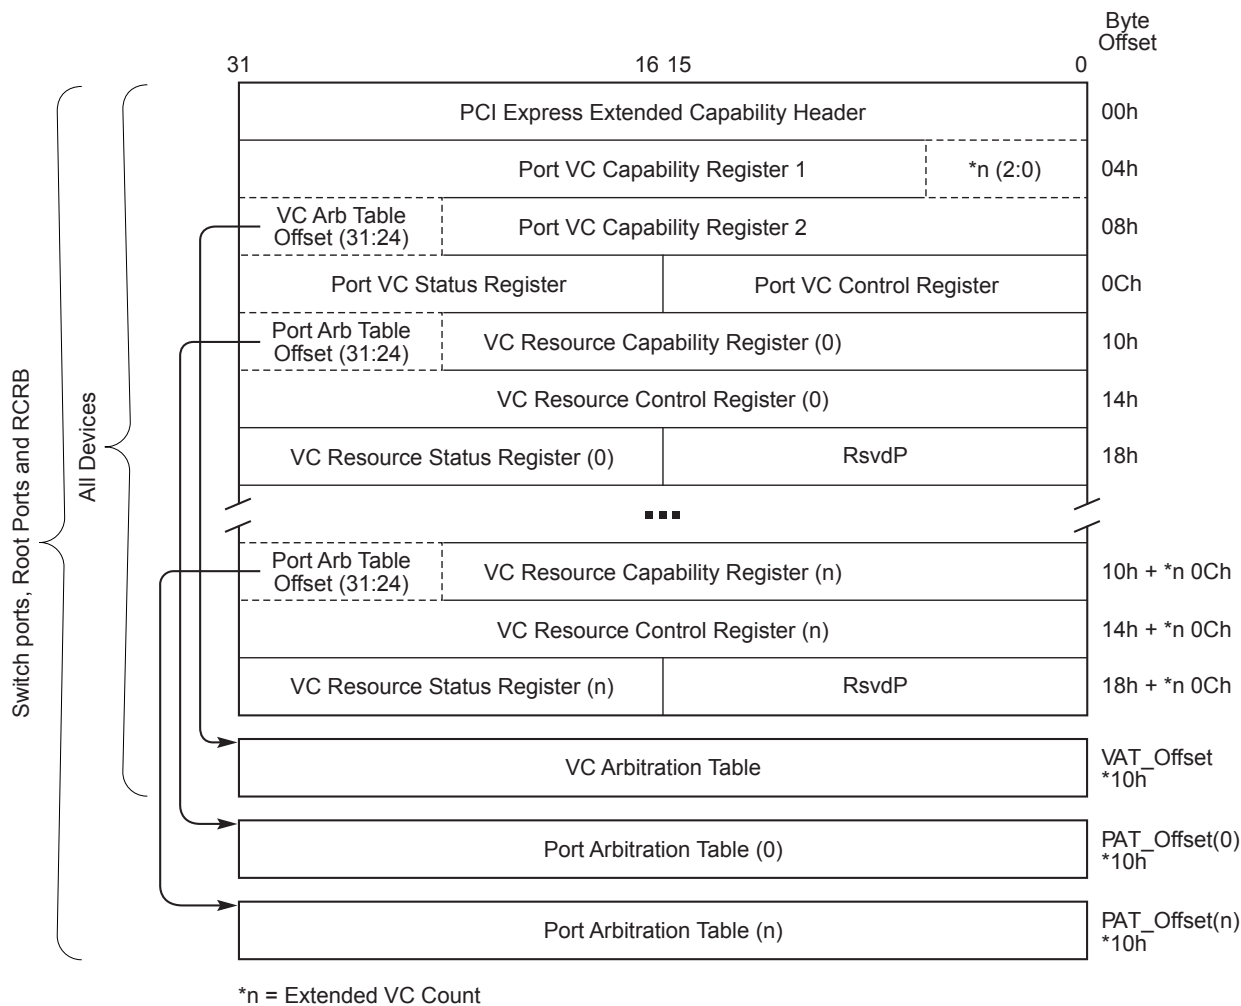 Byte
Offset
31 16 15 0
PCI Express Extended Capability Header 00h
Port VC Capability Register 1 *n (2:0) 04h
VC Arb Table
Offset (31:24)
Port VC Capability Register 2 08h
Port VC Status Register Port VC Control Register 0Ch
Port Arb Table
Offset (31:24)
VC Resource Capability Register (0) 10h
VC Resource Control Register (0) 14h
VC Resource Status Register (0) RsvdP 18h
Port Arb Table
Offset (31:24)
VC Resource Capability Register (n) 10h + *n 0Ch
VC Resource Control Register (n) 14h + *n 0Ch
VC Resource Status Register (n) RsvdP 18h + *n 0Ch
VC Arbitration Table
VAT_Offset
*10h
Port Arbitration Table (0)
PAT_Offset(0)
*10h
Port Arbitration Table (n)
PAT_Offset(n)
*10h
Switch ports, Root Ports and RCRB
All Devices
*n = Extended VC Count